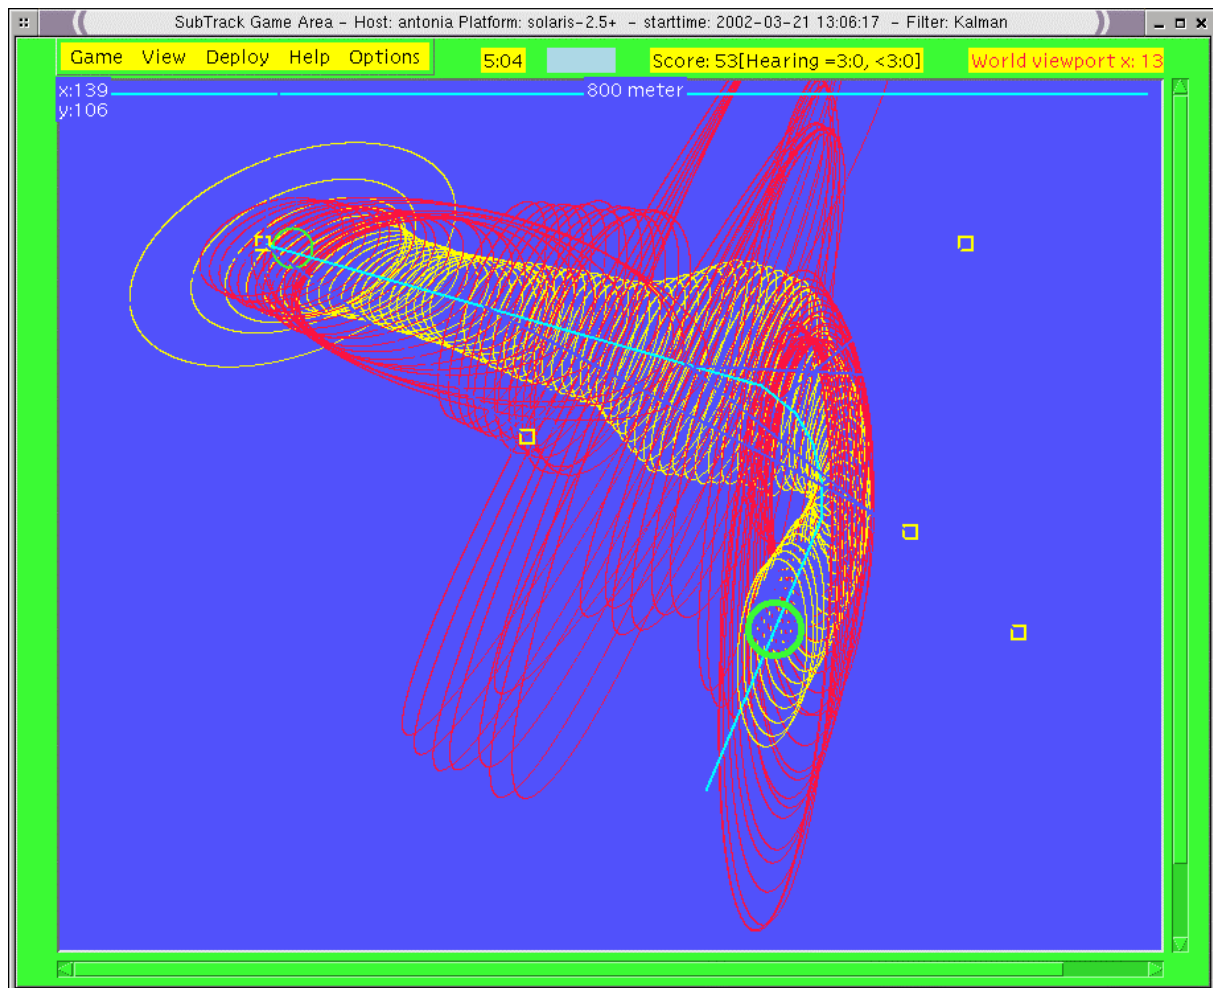 SubTrack Game Area - Host: antonia Platform: solaris-2.5+ - starttime: 2002-03-21 13:06:17 - Filter: Kalman
Game View Deploy Help Options 5:04 Score: 53[Hearing =3:0, <3:0] World viewport x: 13
x:139 800 meter
y:106